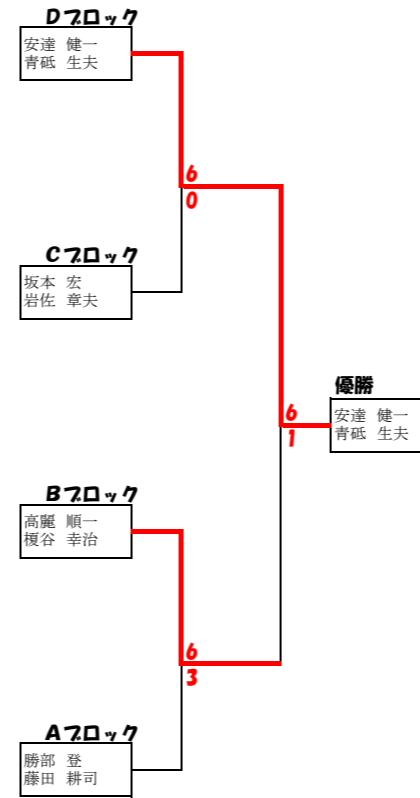 Dブロック
安達 健一
青砥 生夫
6
0
Cブロック
坂本 宏
岩佐 章夫
優勝
安達 健一
青砥 生夫
6
1
Bブロック
高麗 順一
榎谷 幸治
6
3
Aブロック
勝部 登
藤田 耕司